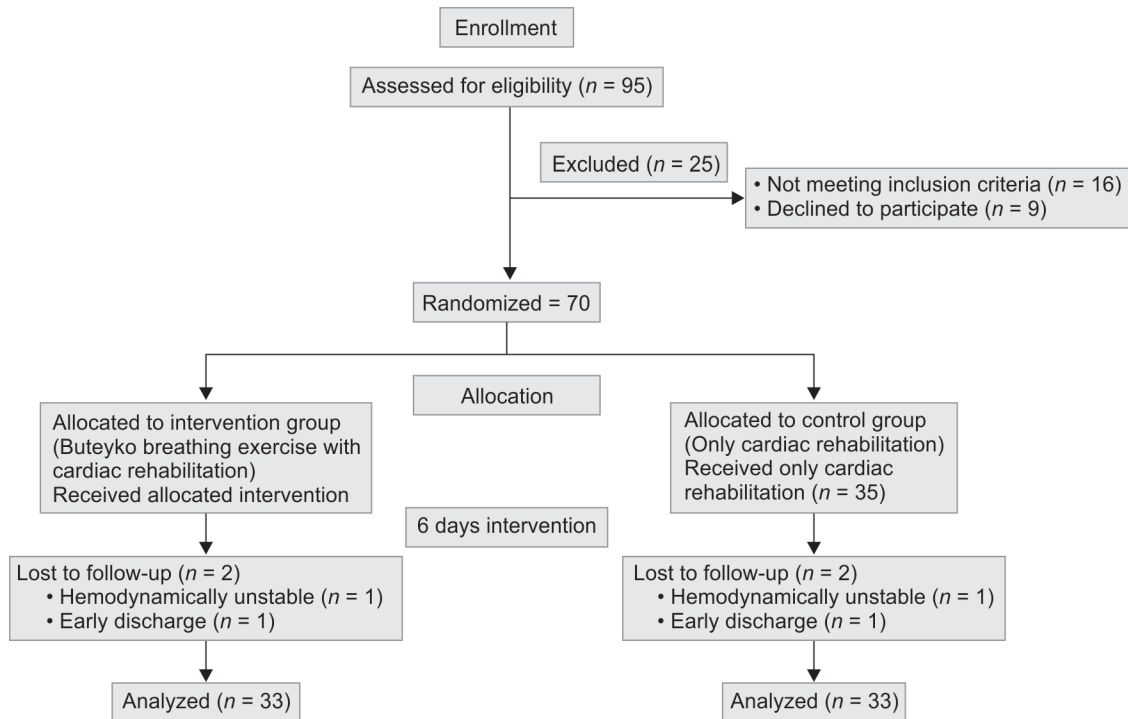 Enrollment
Assessed for eligibility (n = 95)
Excluded (n = 25)
• Not meeting inclusion criteria (n = 16)
• Declined to participate (n = 9)
Randomized = 70
Allocation
Allocated to intervention group
(Buteyko breathing exercise with
cardiac rehabilitation)
Received allocated intervention
Allocated to control group
(Only cardiac rehabilitation)
Received only cardiac
rehabilitation (n = 35)
6 days intervention
Lost to follow-up (n = 2)
• Hemodynamically unstable (n = 1)
• Early discharge (n = 1)
Lost to follow-up (n = 2)
• Hemodynamically unstable (n = 1)
• Early discharge (n = 1)
Analyzed (n = 33)
Analyzed (n = 33)